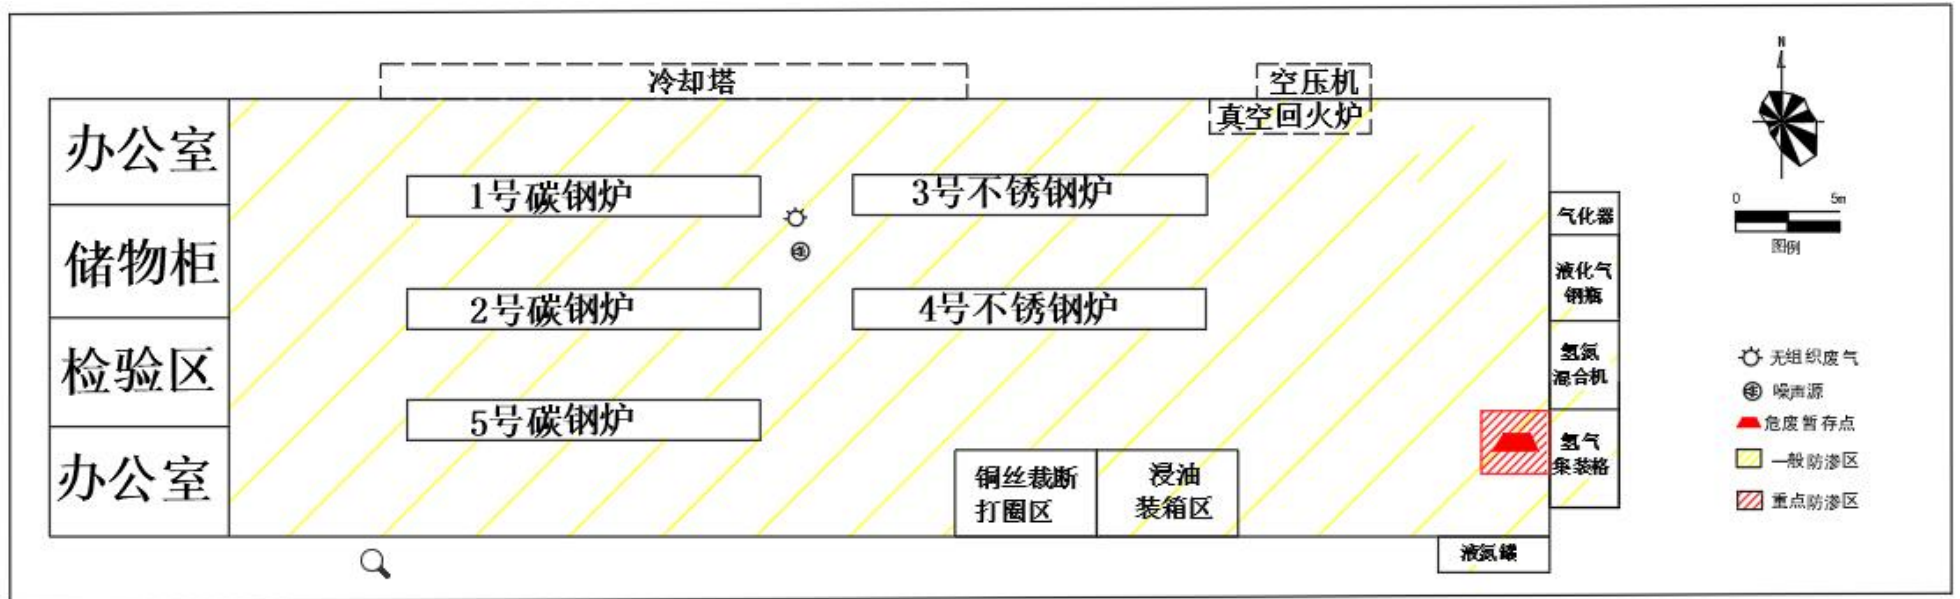 冷却塔
空压机
真空回火炉
办公室
储物柜
检验区
办公室
1号碳钢炉
2号碳钢炉
5号碳钢炉
3号不锈钢炉
4号不锈钢炉
铜丝裁断
打圈区
浸油
装箱区
气化器
液化气
钢瓶
氢氮
混合机
氢气
集装格
液氮罐
N
0 5m
图例
无组织废气
噪声源
危废暂存点
一般防渗区
重点防渗区